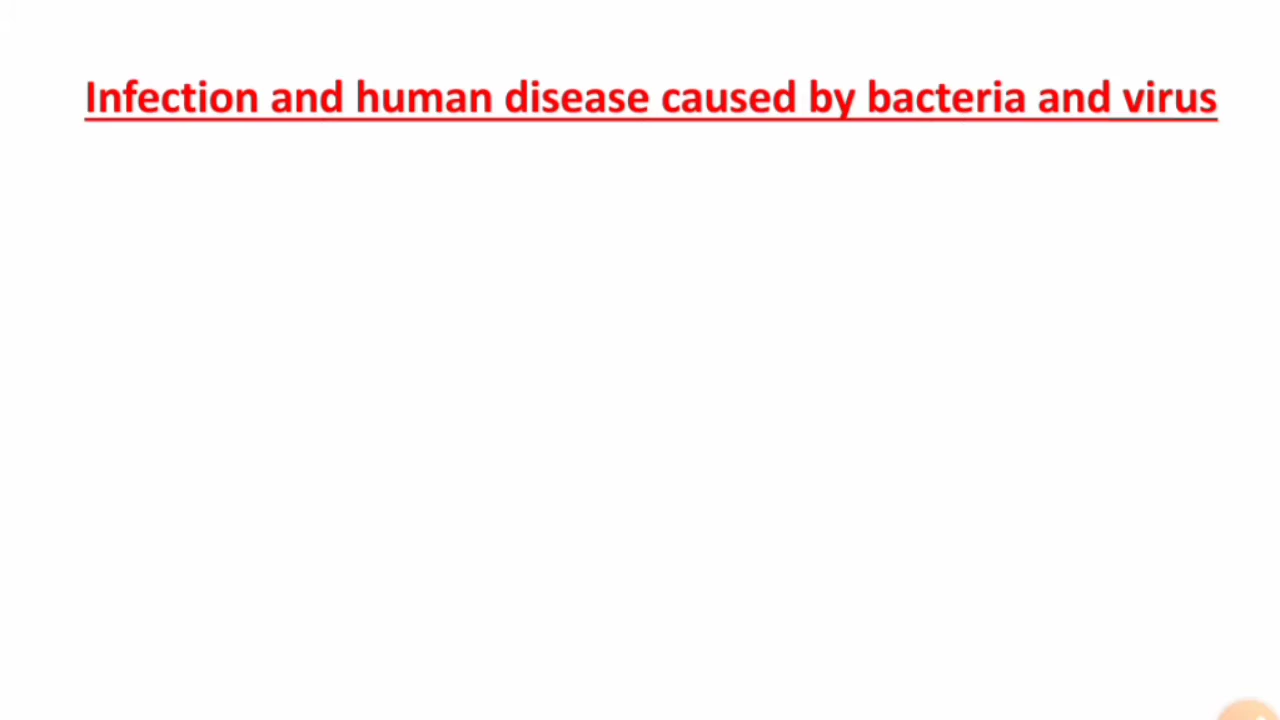 Infection and human disease caused by bacteria and virus